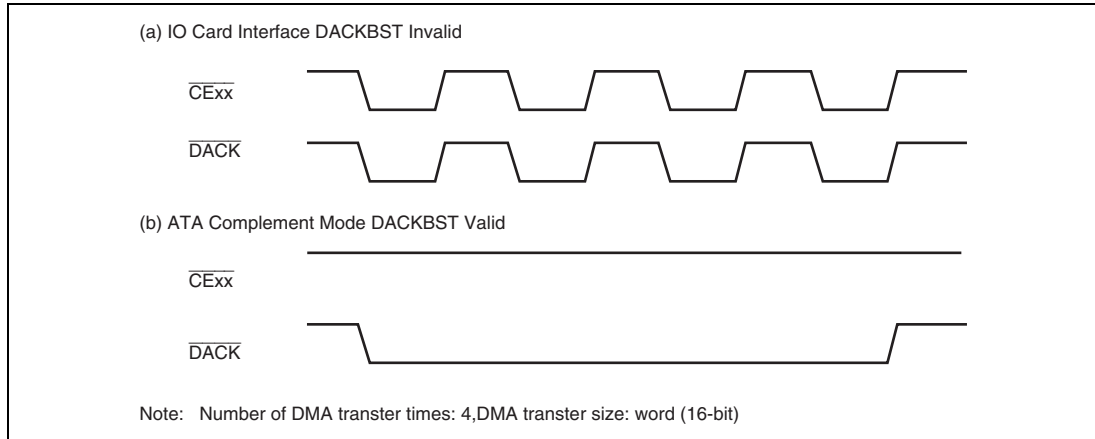 (a) IO Card Interface DACKBST Invalid
CExx
DACK
(b) ATA Complement Mode DACKBST Valid
CExx
DACK
Note: Number of DMA transter times: 4,DMA transter size: word (16-bit)